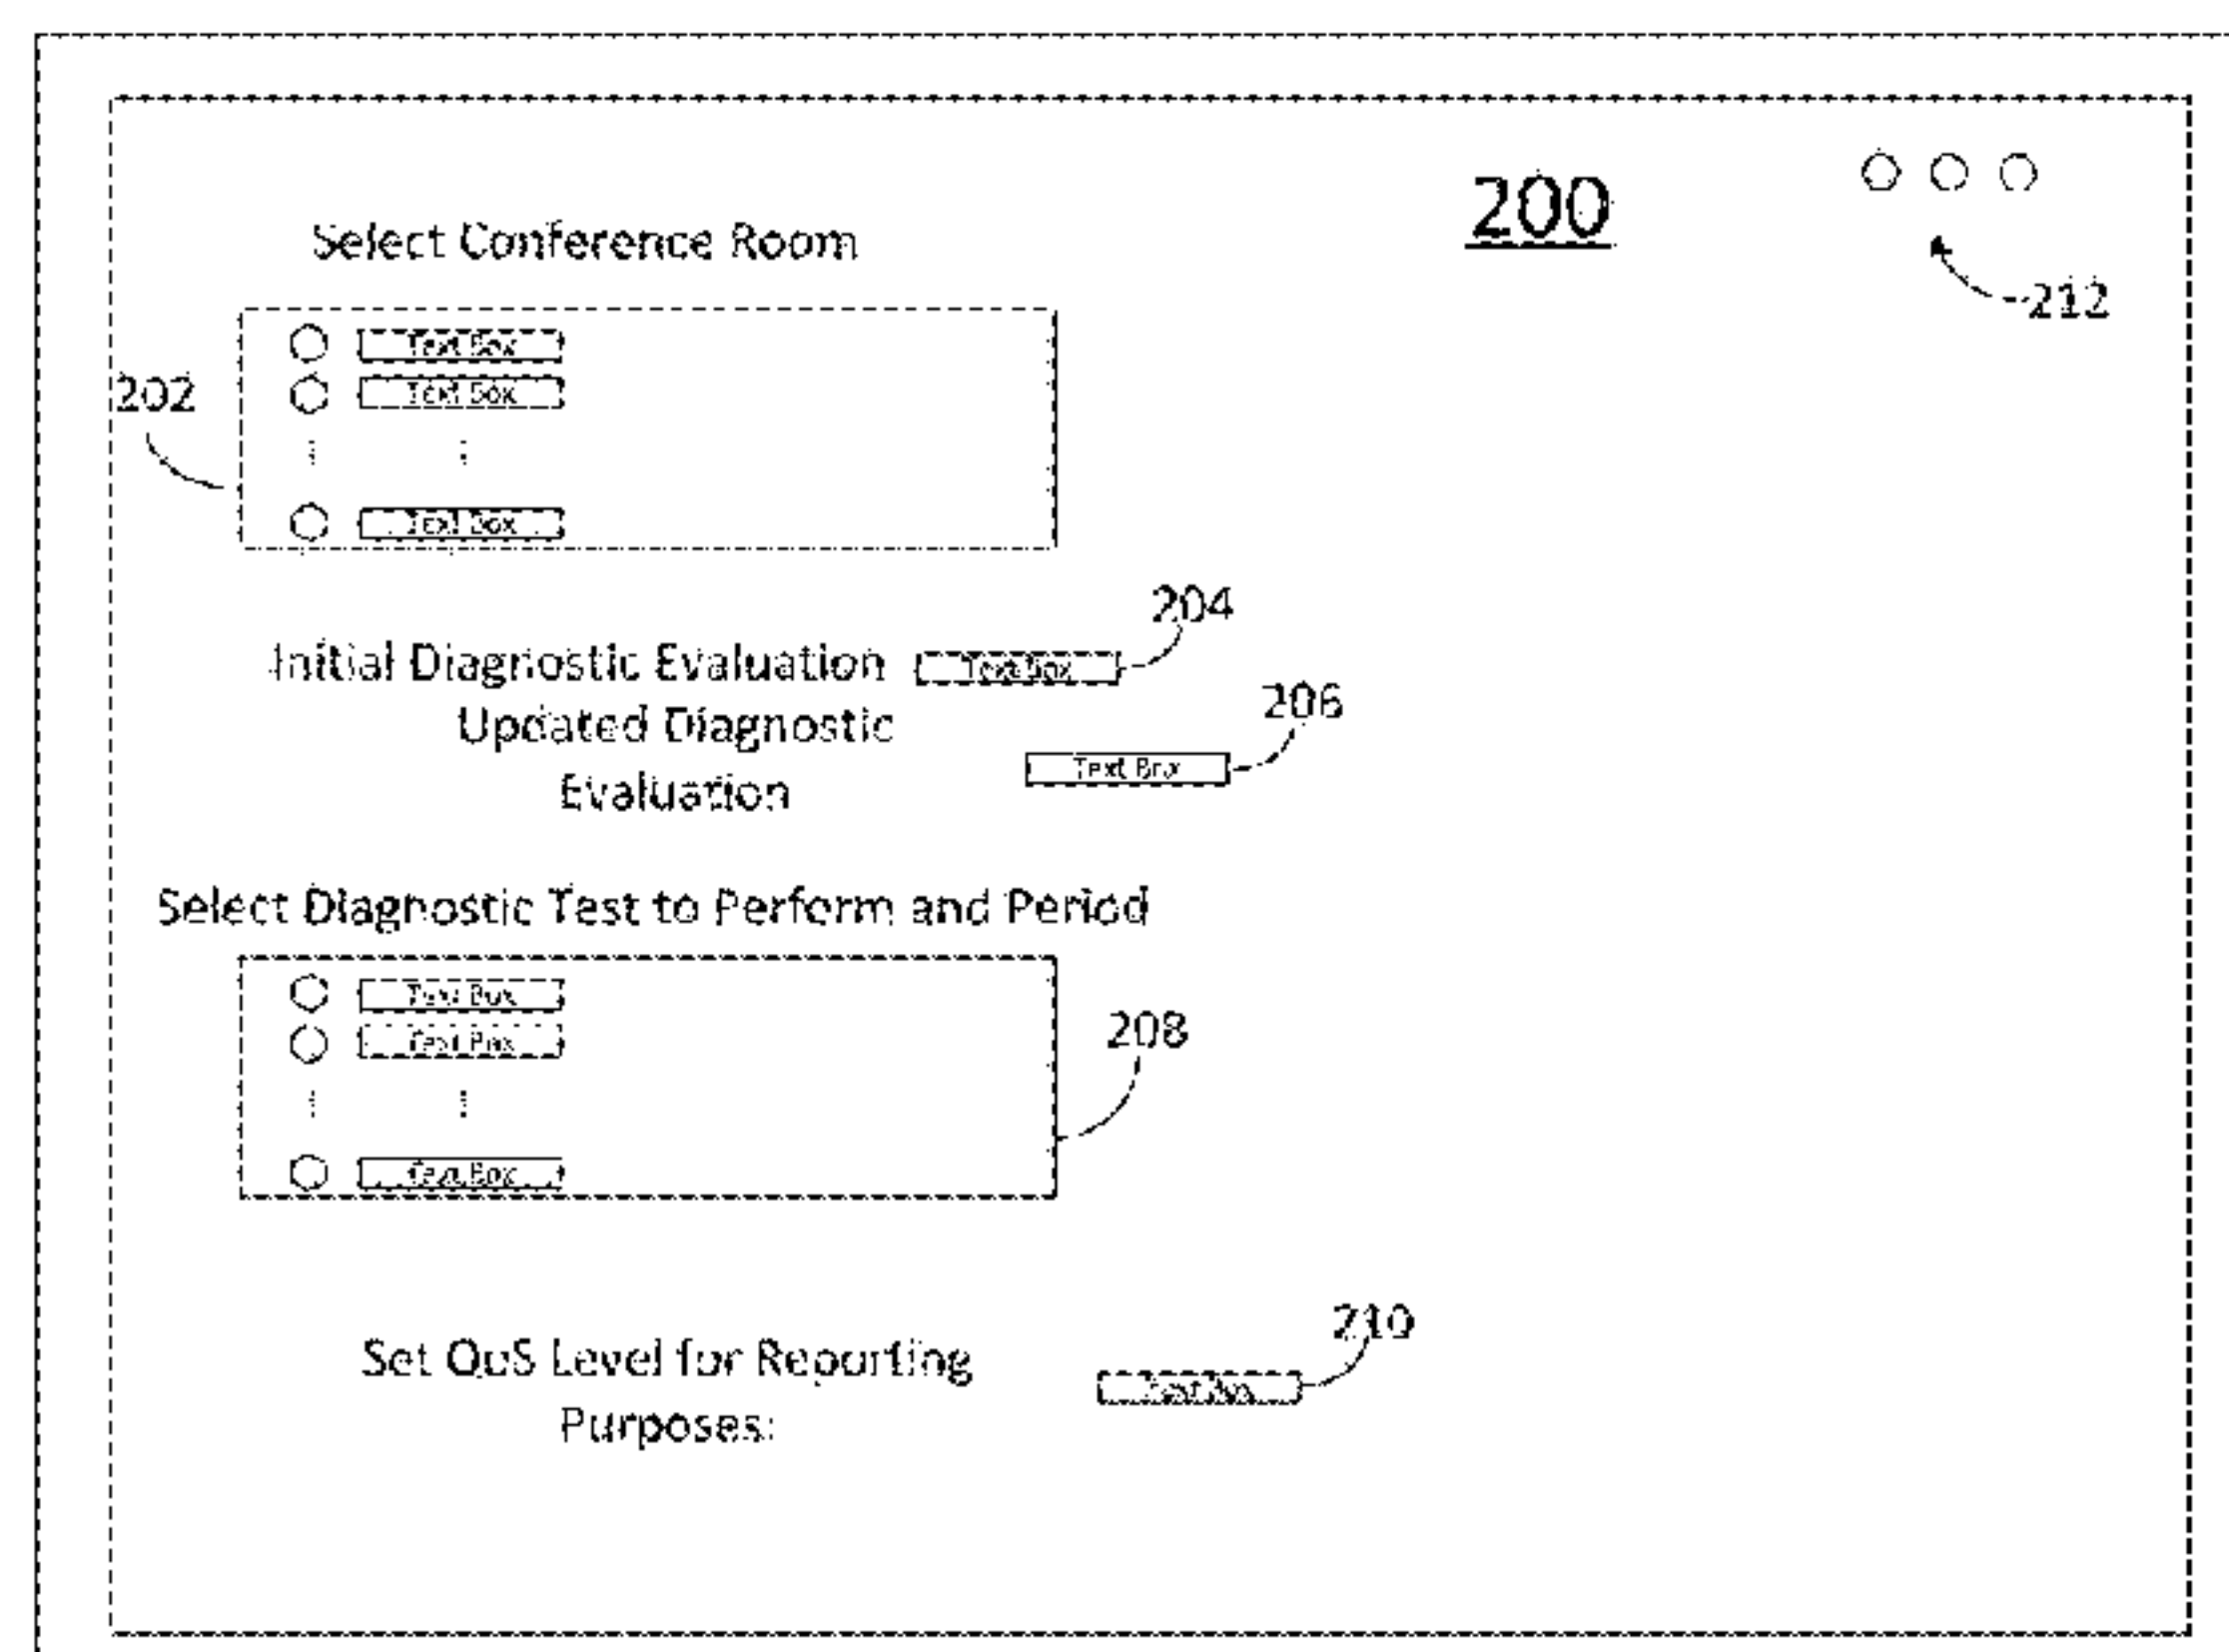 200
212
Select Conference Room
Text Box
202
Text Box
Text Box
204
Initial Diagnostic Evaluation Text Box
206
Updated Diagnostic
Evaluation
Text Box
Select Diagnostic Test to Perform and Period
Text Box
Text Box
208
Text Box
210
Set QoS Level for Reporting
Purposes:
Text Box